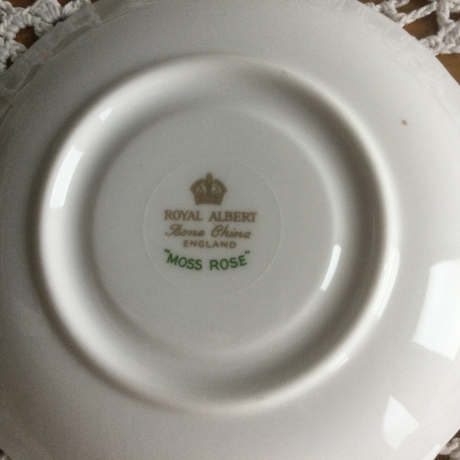 ROYAL ALBERT
Bone China
ENGLAND
"MOSS ROSE"